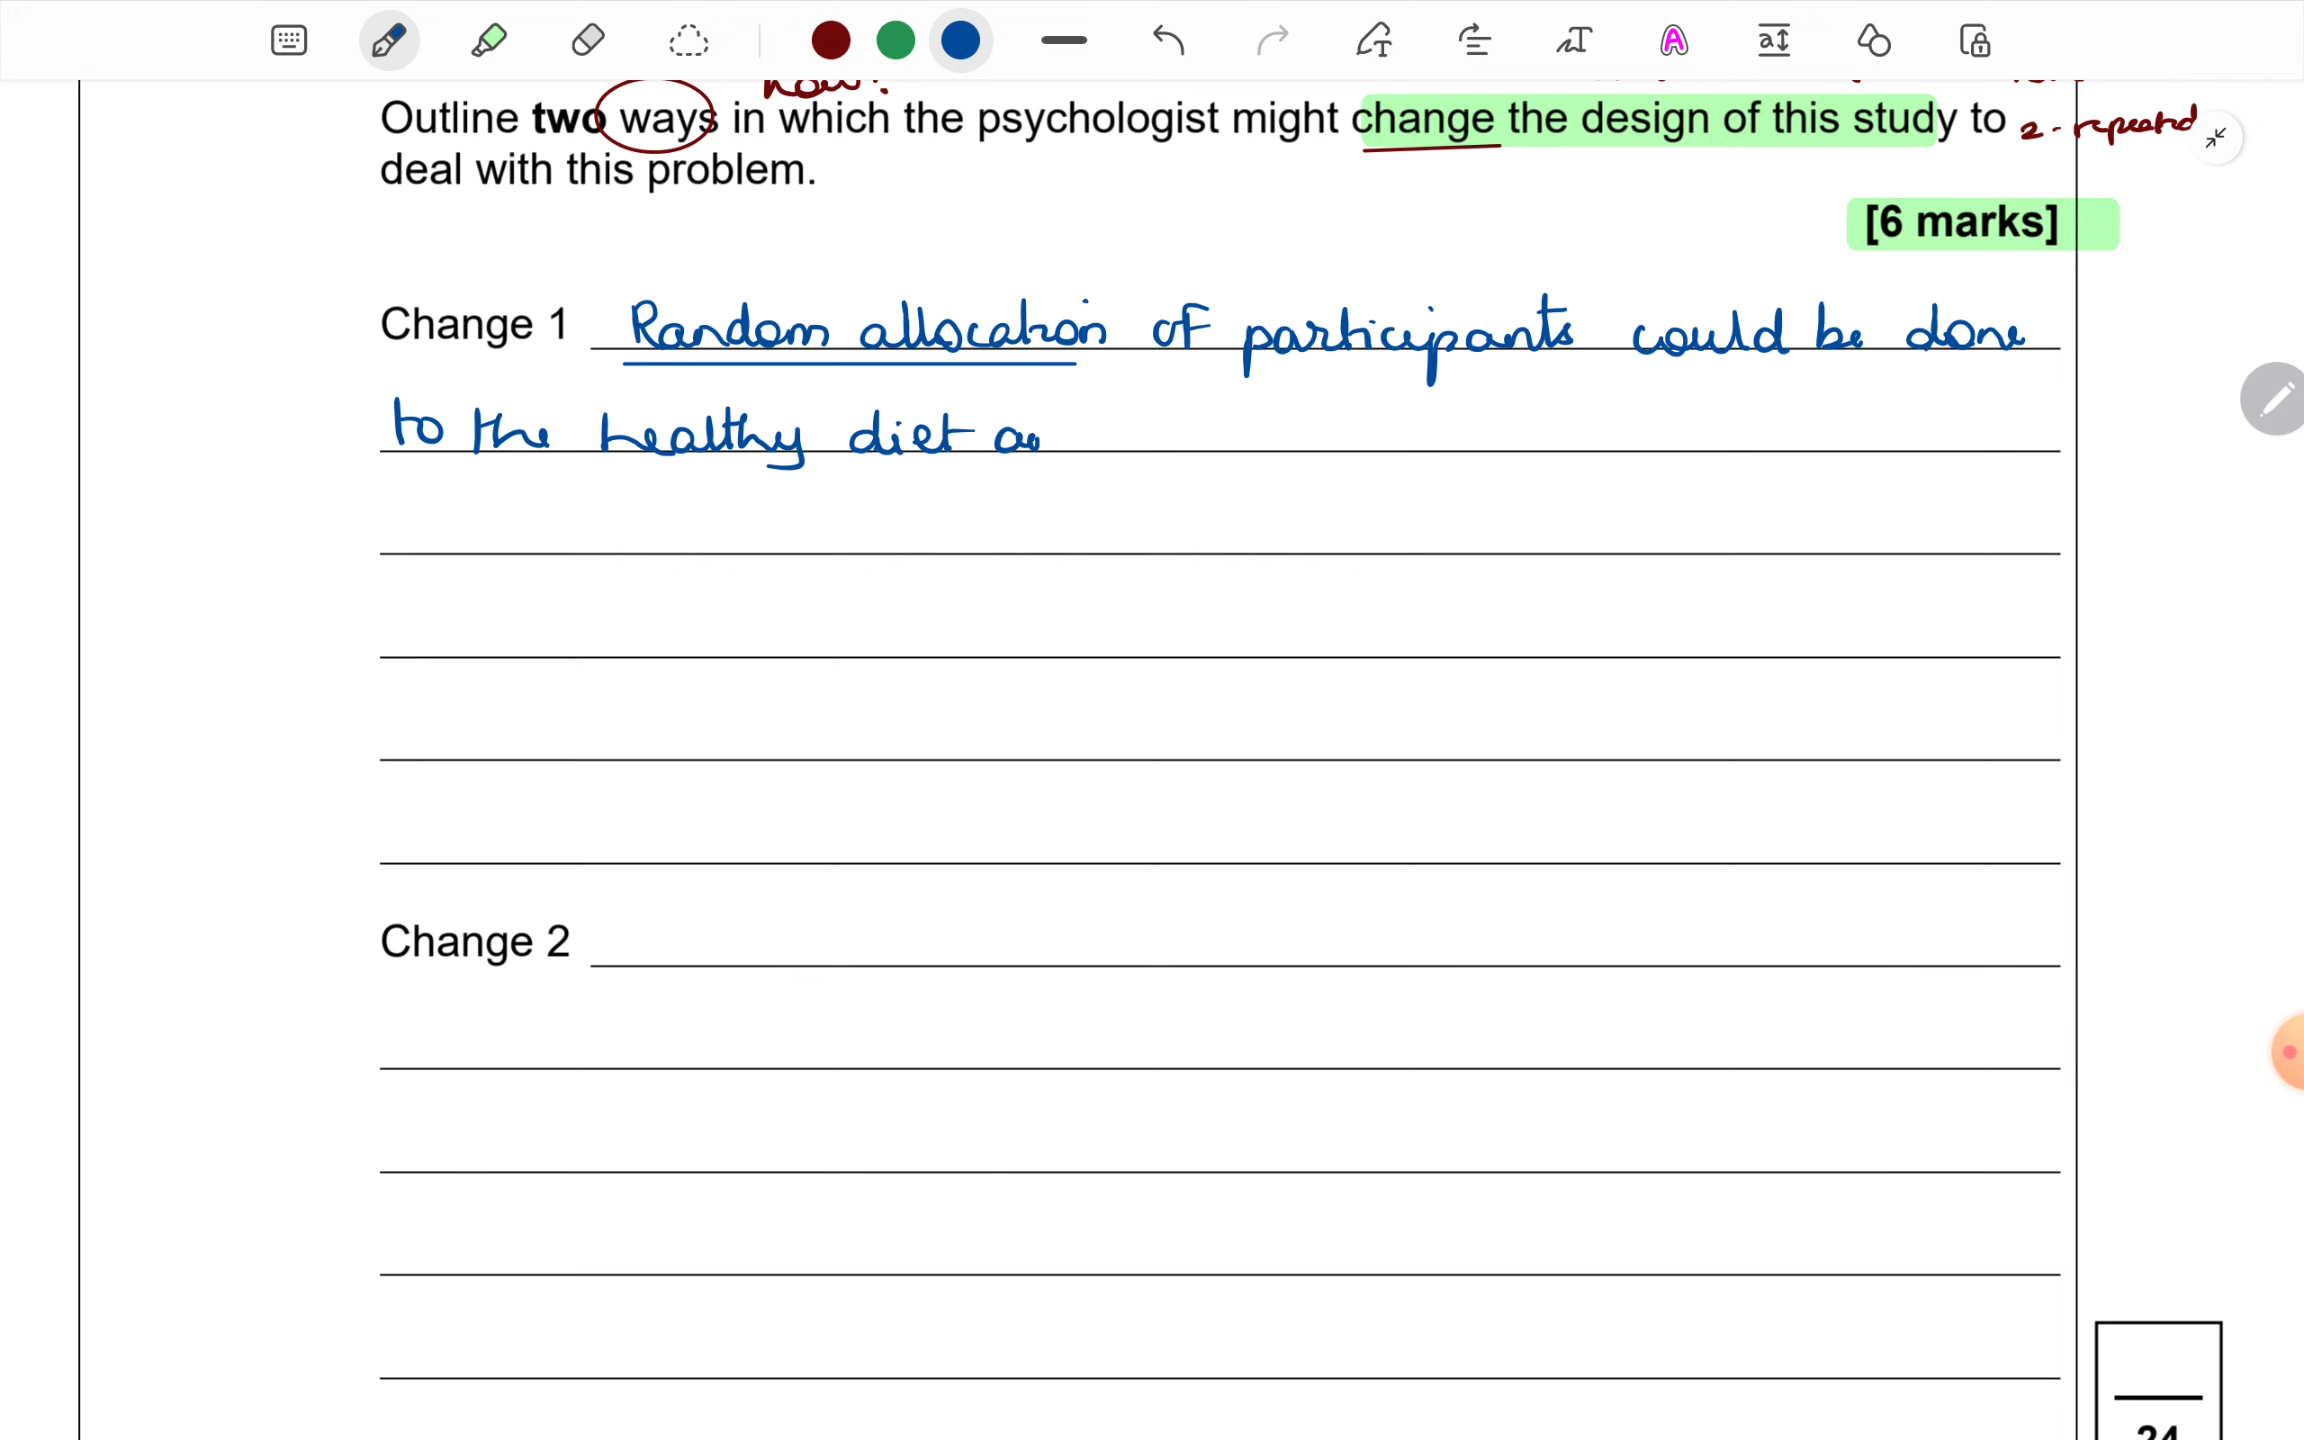 how?
Outline two ways in which the psychologist might change the design of this study to 2- repeated
deal with this problem.
[6 marks]
Change 1 Random allocation of participants could be done
to the healthy diet
Change 2
24